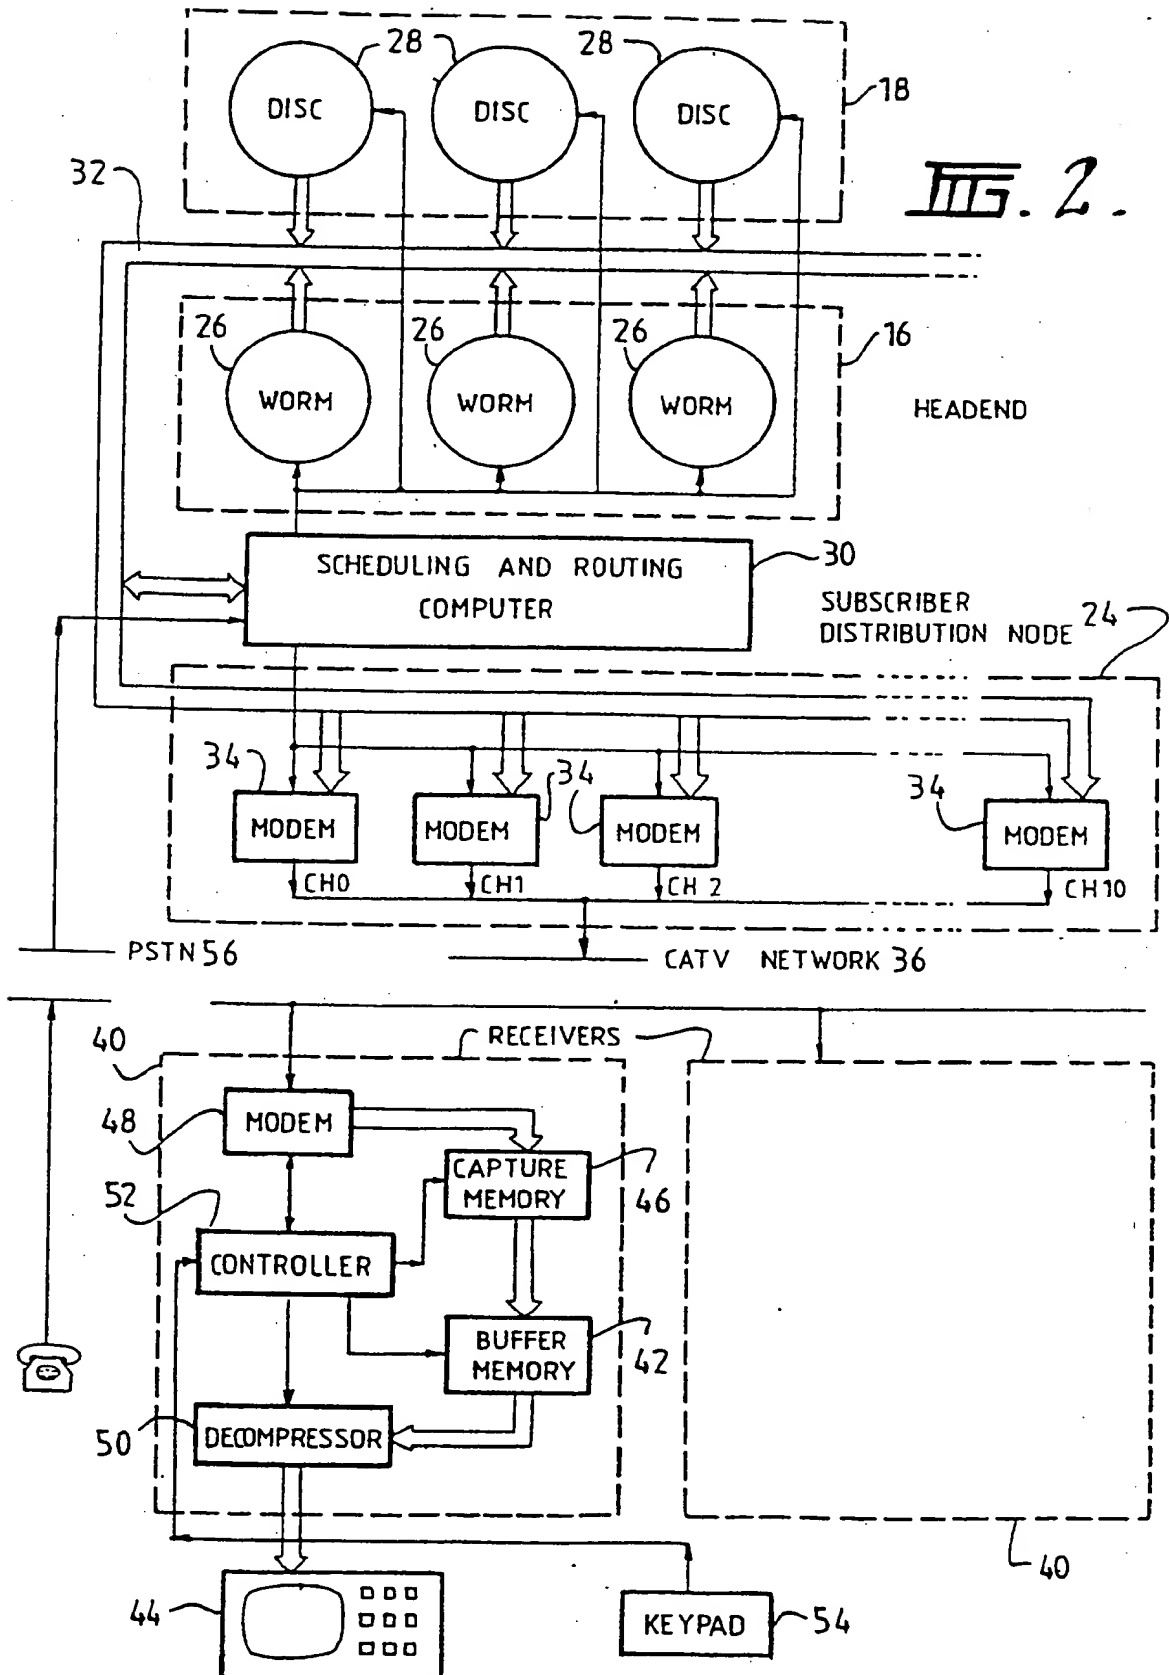 28 28
DISC DISC DISC
18
32
FIG. 2.
26 26 26
16
WORM WORM WORM
HEADEND
SCHEDULING AND ROUTING
COMPUTER
30
SUBSCRIBER
DISTRIBUTION NODE 24
34 34 34 34
MODEM MODEM MODEM MODEM
CH0 CH1 CH2 CH10
PSTN 56
CATV NETWORK 36
40
RECEIVERS
48
MODEM
CAPTURE
MEMORY
46
52
CONTROLLER
BUFFER
MEMORY
42
50
DECOMPRESSOR
40
44
KEYPAD
54